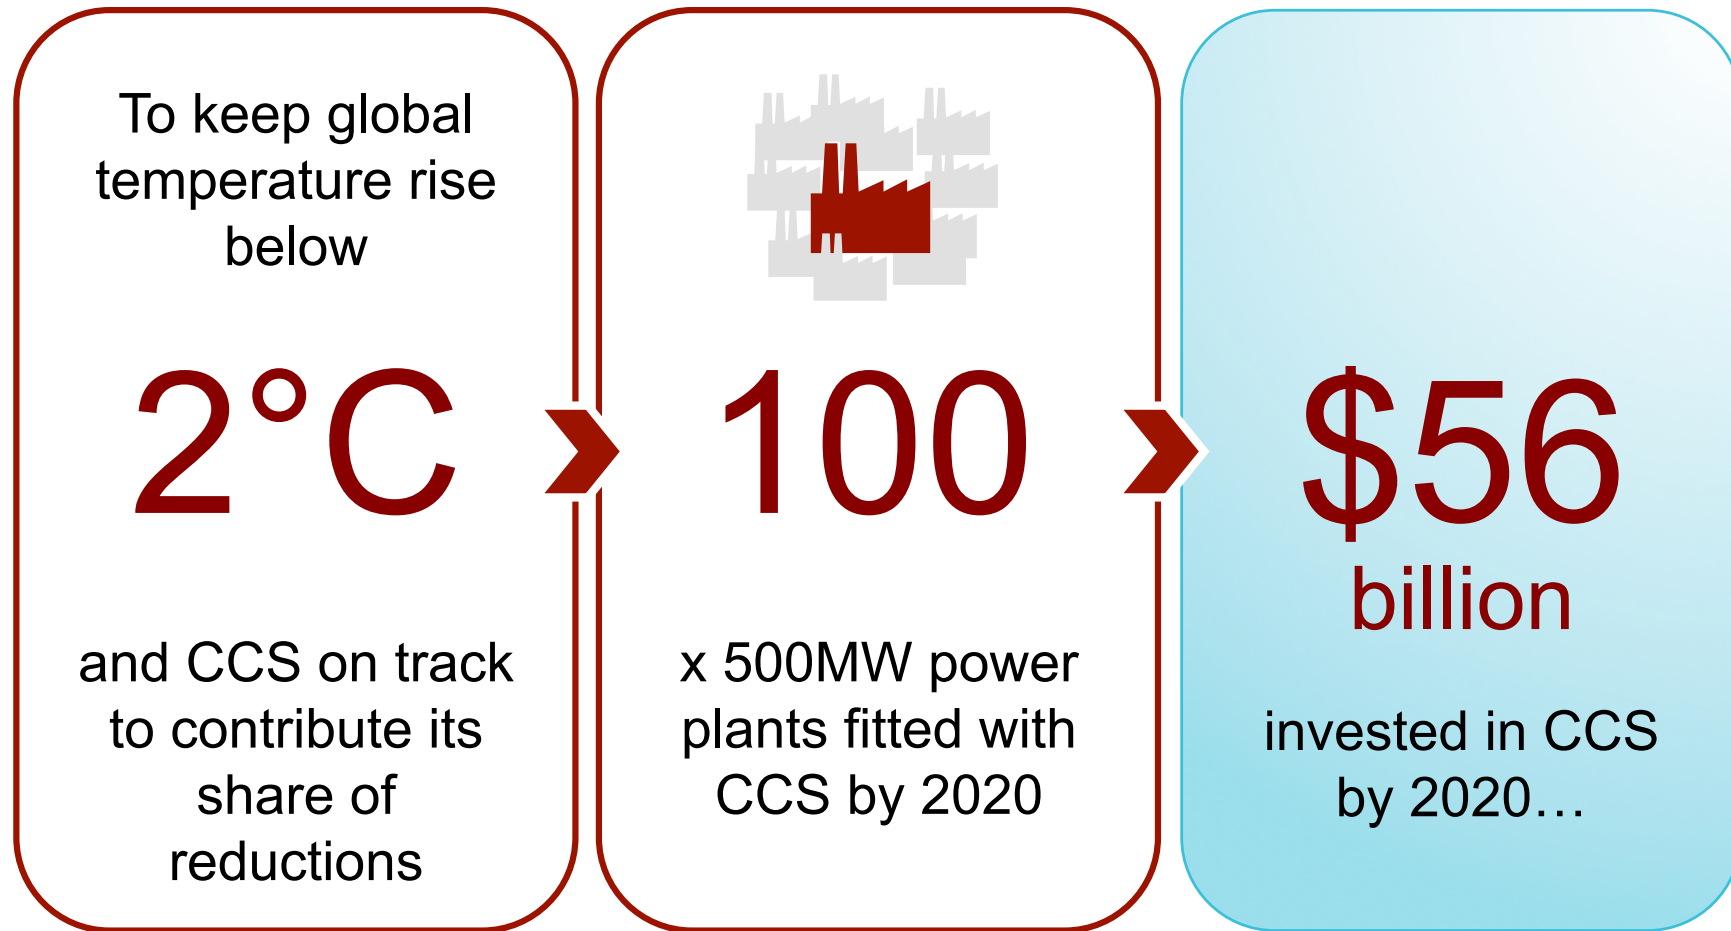 To keep global
temperature rise
below
2°C
and CCS on track
to contribute its
share of
reductions
100
x 500MW power
plants fitted with
CCS by 2020
$56
billion
invested in CCS
by 2020…